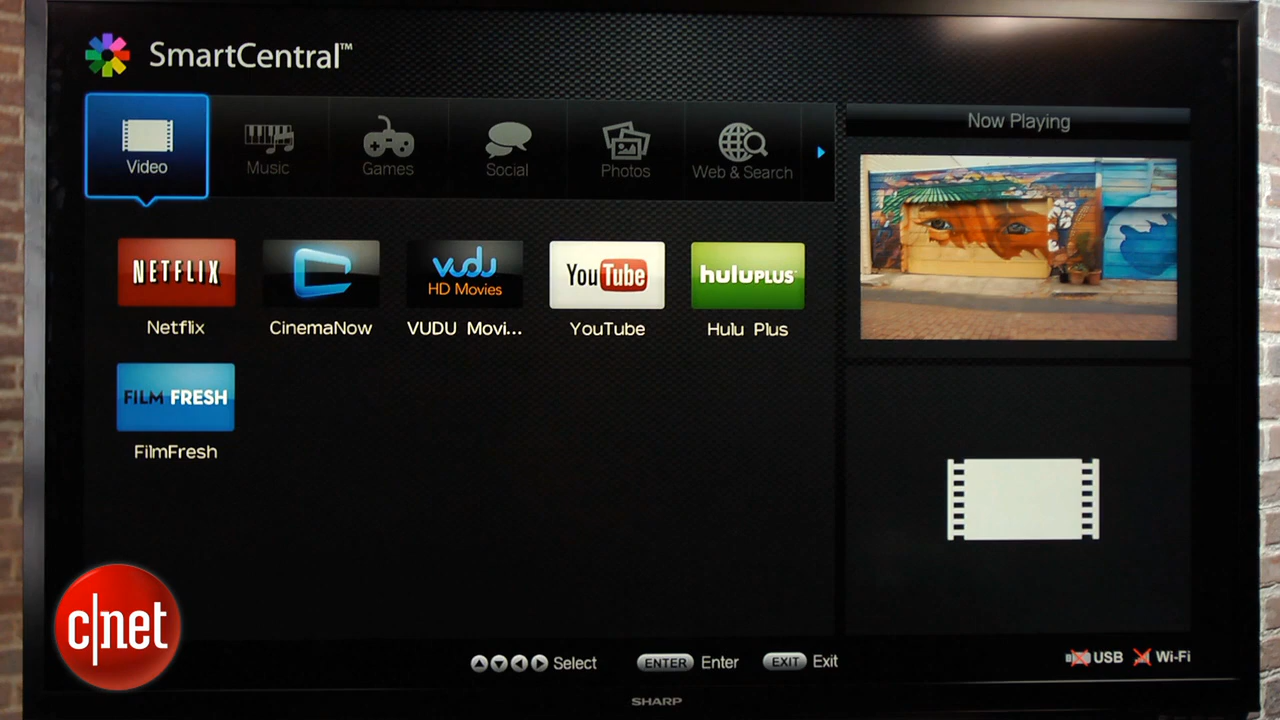 SmartCentral™
Video
Music
Games
Social
Photos
Web & Search
Now Playing
NETFLIX
vudu
HD Movies
YouTube
huluPLUS
Netflix
CinemaNow
VUDU Movi...
YouTube
Hulu Plus
FILM FRESH
FilmFresh
c|net
Select
ENTER Enter
EXIT Exit
USB
Wi-Fi
SHARP